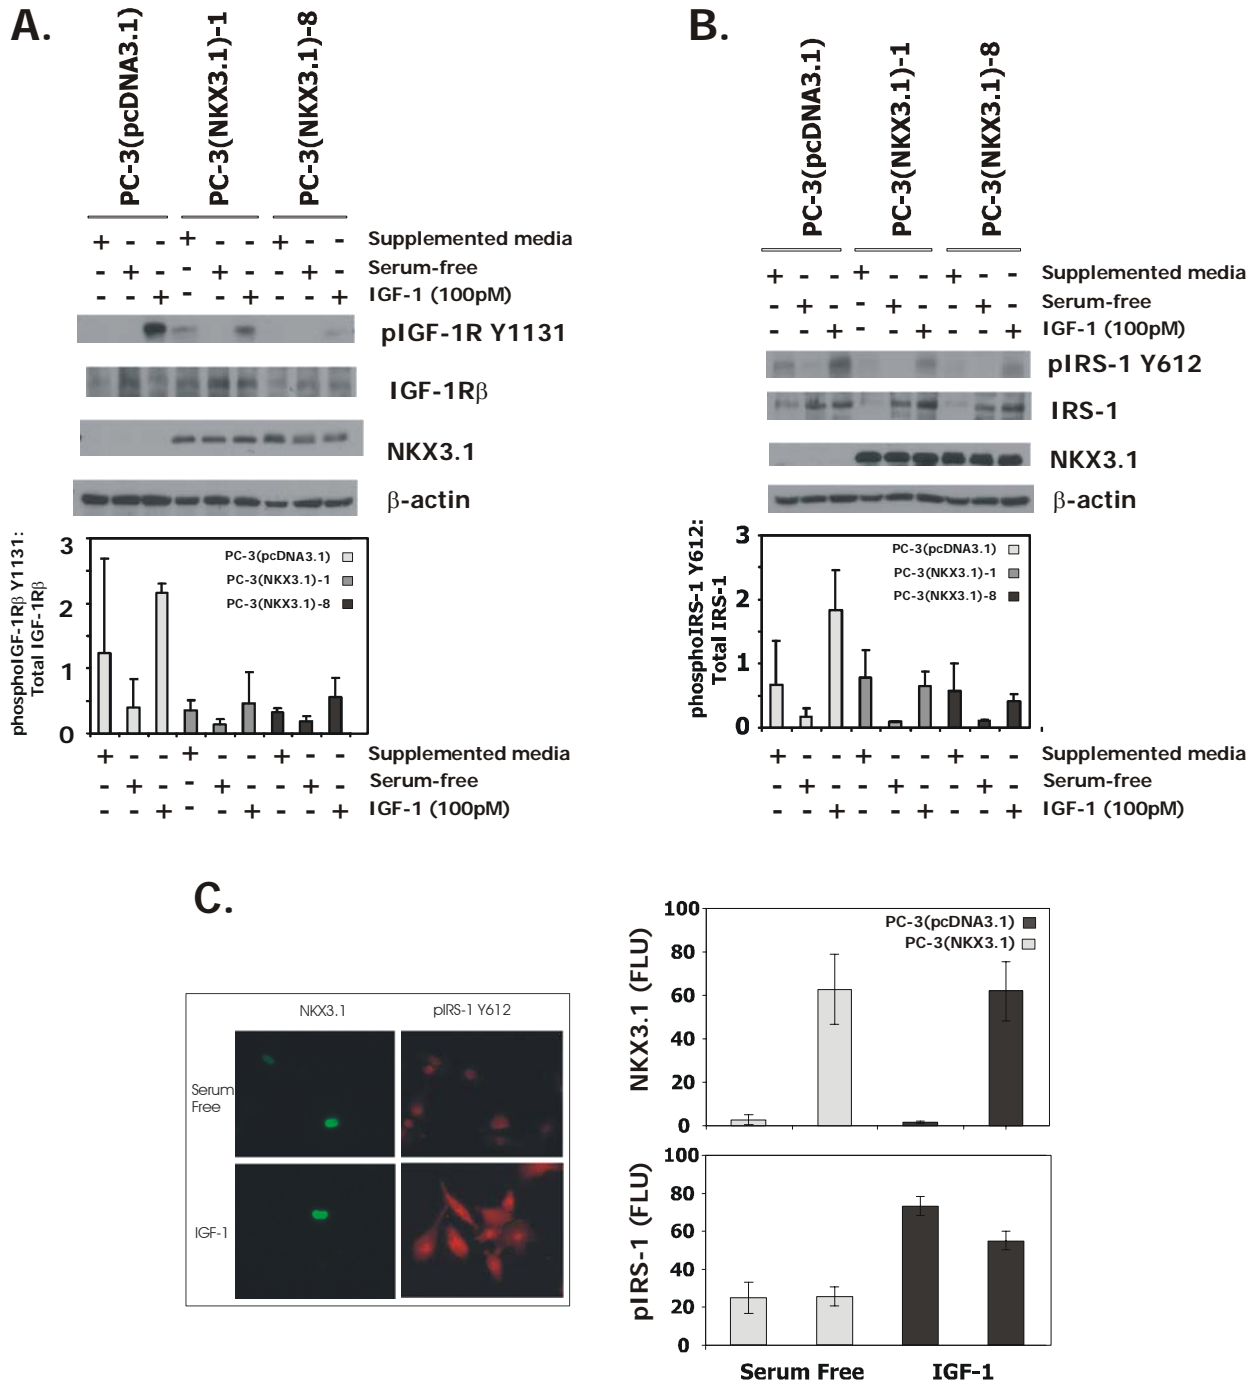 A.
PC-3(pcDNA3.1)
PC-3(NKX3.1)-1
PC-3(NKX3.1)-8
+ - - + - - + - - Supplemented media
- + - - + - - + - Serum-free
- - + - - + - - + IGF-1 (100pM)
pIGF-1R Y1131
IGF-1Rβ
NKX3.1
β-actin
phosphoIGF-1Rβ Y1131:
Total IGF-1Rβ
3
2
1
0
PC-3(pcDNA3.1)
PC-3(NKX3.1)-1
PC-3(NKX3.1)-8
+ - - + - - + - - Supplemented media
- + - - + - - + - Serum-free
- - + - - + - - + IGF-1 (100pM)
B.
PC-3(pcDNA3.1)
PC-3(NKX3.1)-1
PC-3(NKX3.1)-8
+ - - + - - + - - Supplemented media
- + - - + - - + - Serum-free
- - + - - + - - + IGF-1 (100pM)
pIRS-1 Y612
IRS-1
NKX3.1
β-actin
phosphoIRS-1 Y612:
Total IRS-1
3
2
1
0
PC-3(pcDNA3.1)
PC-3(NKX3.1)-1
PC-3(NKX3.1)-8
+ - - + - - + - - Supplemented media
- + - - + - - + - Serum-free
- - + - - + - - + IGF-1 (100pM)
C.
NKX3.1 pIRS-1 Y612
Serum
Free
IGF-1
NKX3.1 (FLU)
100
80
60
40
20
0
PC-3(pcDNA3.1)
PC-3(NKX3.1)
pIRS-1 (FLU)
100
80
60
40
20
0
Serum Free IGF-1